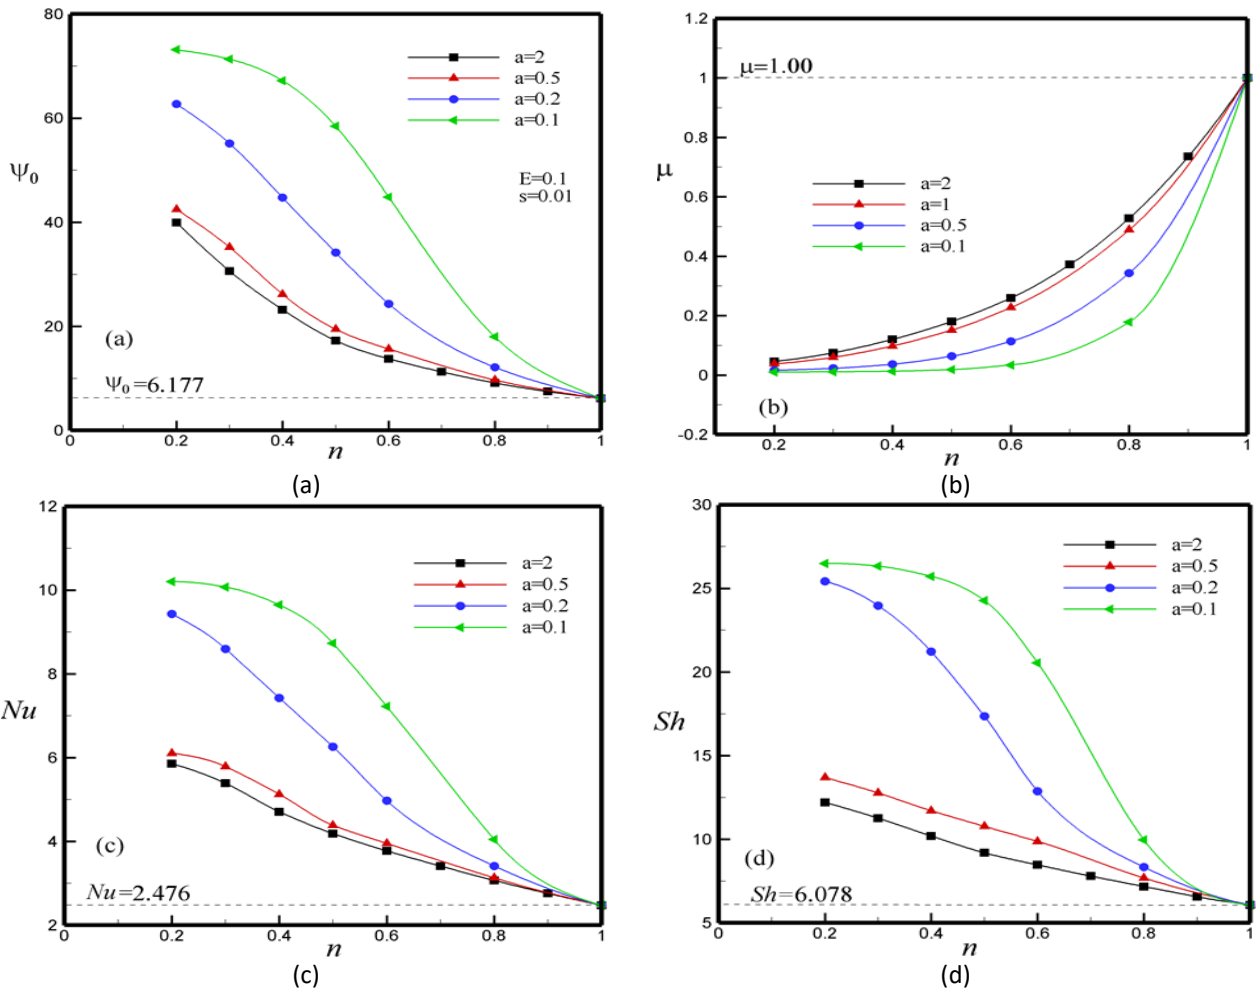 80
60
40
20
0
ψ₀
a=2
a=0.5
a=0.2
a=0.1
E=0.1
s=0.01
(a)
ψ₀=6.177
0 0.2 0.4 0.6 0.8 1
n
(a)
1.2
1
0.8
0.6
0.4
0.2
0
-0.2
μ
μ=1.00
a=2
a=1
a=0.5
a=0.1
(b)
0.2 0.4 0.6 0.8 1
n
(b)
12
10
8
6
4
2
Nu
a=2
a=0.5
a=0.2
a=0.1
(c)
Nu=2.476
0 0.2 0.4 0.6 0.8 1
n
(c)
30
25
20
15
10
5
Sh
a=2
a=0.5
a=0.2
a=0.1
(d)
Sh=6.078
0 0.2 0.4 0.6 0.8 1
n
(d)